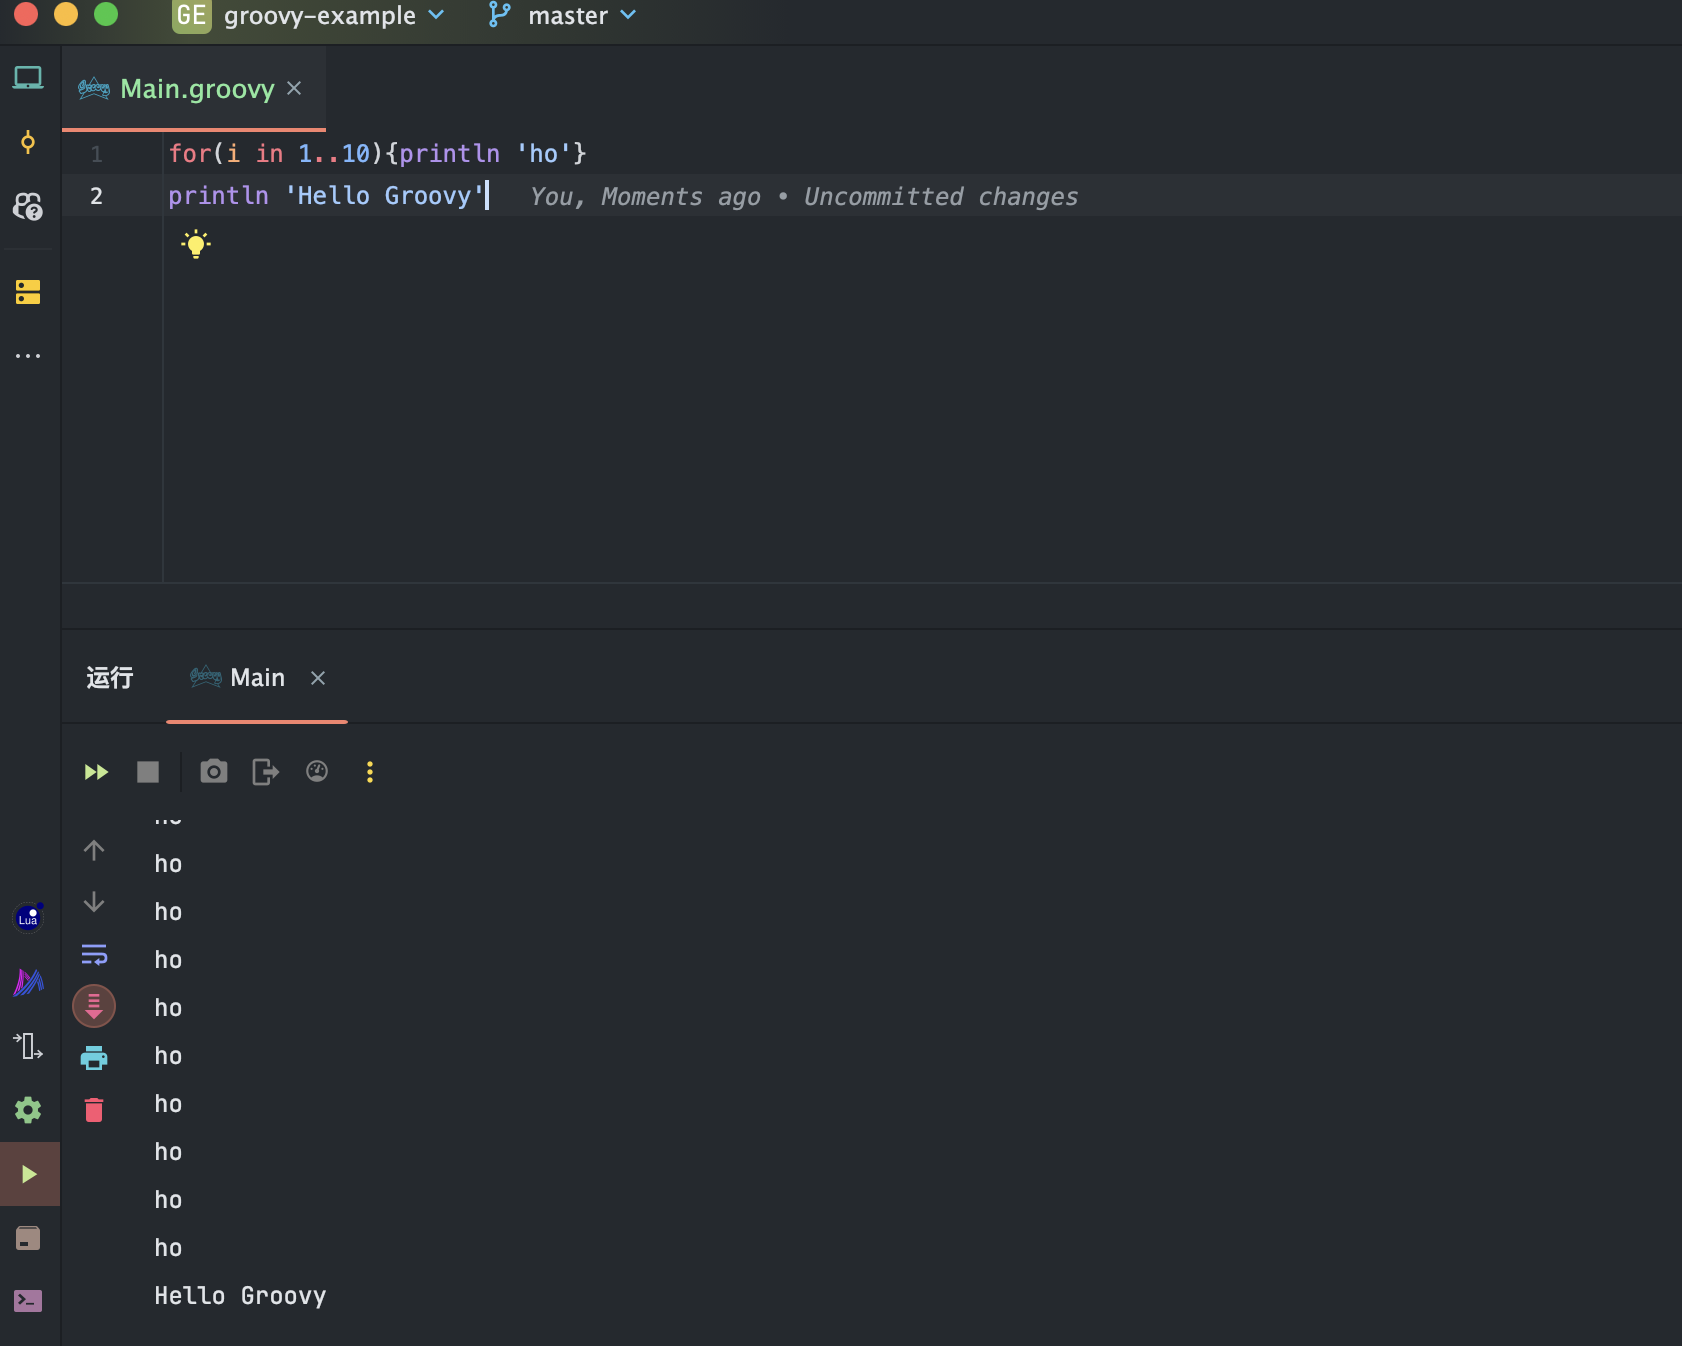 GE groovy-example master
Main.groovy
1 for(i in 1..10){println 'ho'}
2 println 'Hello Groovy' You, Moments ago • Uncommitted changes
运行 Main
ho
ho
ho
ho
ho
ho
ho
ho
ho
ho
Hello Groovy
Lua